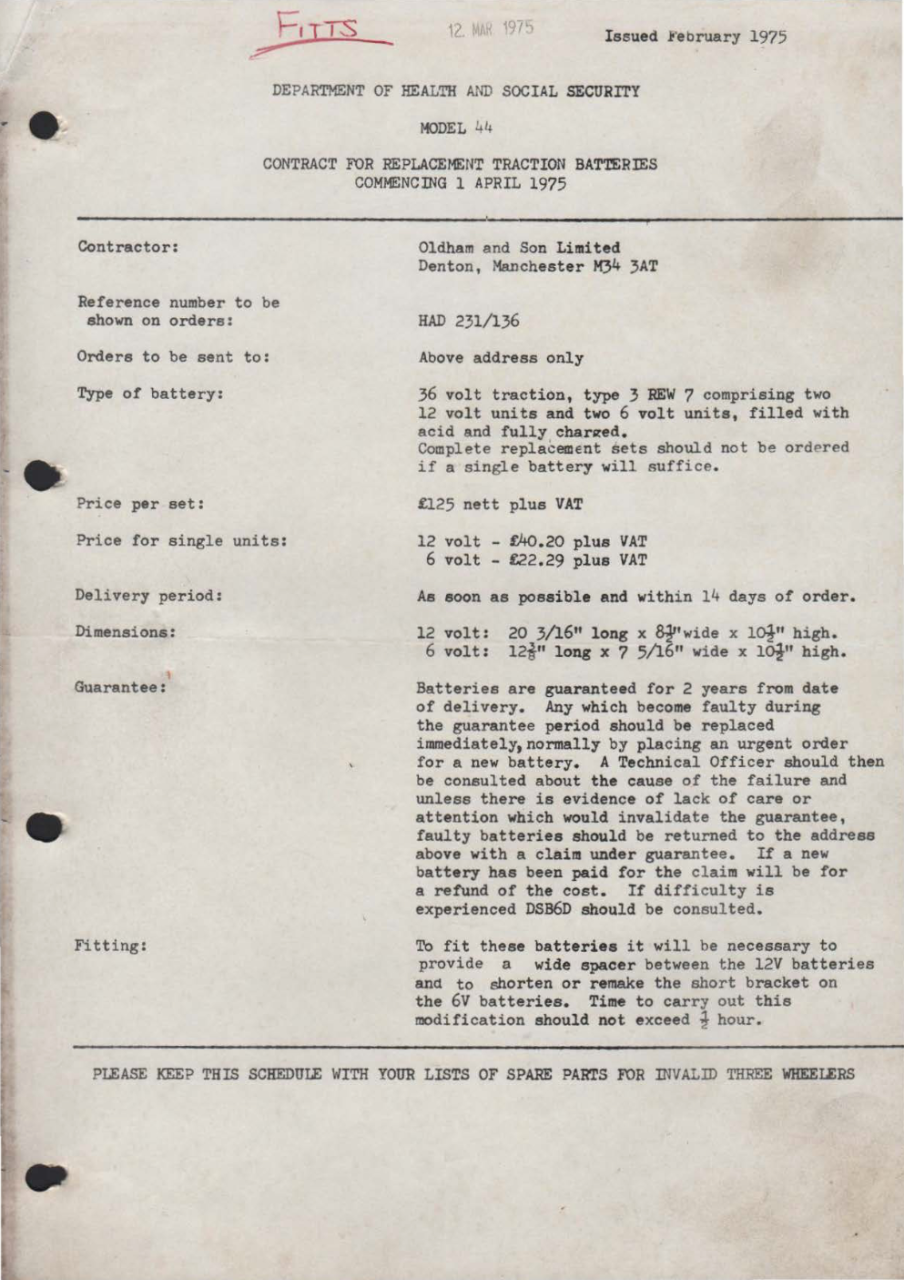 FITTS
12. MAR 1975
Issued February 1975
DEPARTMENT OF HEALTH AND SOCIAL SECURITY
MODEL 44
CONTRACT FOR REPLACEMENT TRACTION BATTERIES
COMMENCING 1 APRIL 1975
Contractor: Oldham and Son Limited
Denton, Manchester M34 3AT
Reference number to be
shown on orders: HAD 231/136
Orders to be sent to: Above address only
Type of battery: 36 volt traction, type 3 REW 7 comprising two
12 volt units and two 6 volt units, filled with
acid and fully charged.
Complete replacement sets should not be ordered
if a single battery will suffice.
Price per set: £125 nett plus VAT
Price for single units: 12 volt - £40.20 plus VAT
6 volt - £22.29 plus VAT
Delivery period: As soon as possible and within 14 days of order.
Dimensions: 12 volt: 20 3/16" long x 8½"wide x 10½" high.
6 volt: 12⅜" long x 7 5/16" wide x 10½" high.
Guarantee: Batteries are guaranteed for 2 years from date
of delivery. Any which become faulty during
the guarantee period should be replaced
immediately, normally by placing an urgent order
for a new battery. A Technical Officer should then
be consulted about the cause of the failure and
unless there is evidence of lack of care or
attention which would invalidate the guarantee,
faulty batteries should be returned to the address
above with a claim under guarantee. If a new
battery has been paid for the claim will be for
a refund of the cost. If difficulty is
experienced DSB6D should be consulted.
Fitting: To fit these batteries it will be necessary to
provide a wide spacer between the 12V batteries
and to shorten or remake the short bracket on
the 6V batteries. Time to carry out this
modification should not exceed ½ hour.
PLEASE KEEP THIS SCHEDULE WITH YOUR LISTS OF SPARE PARTS FOR INVALID THREE WHEELERS